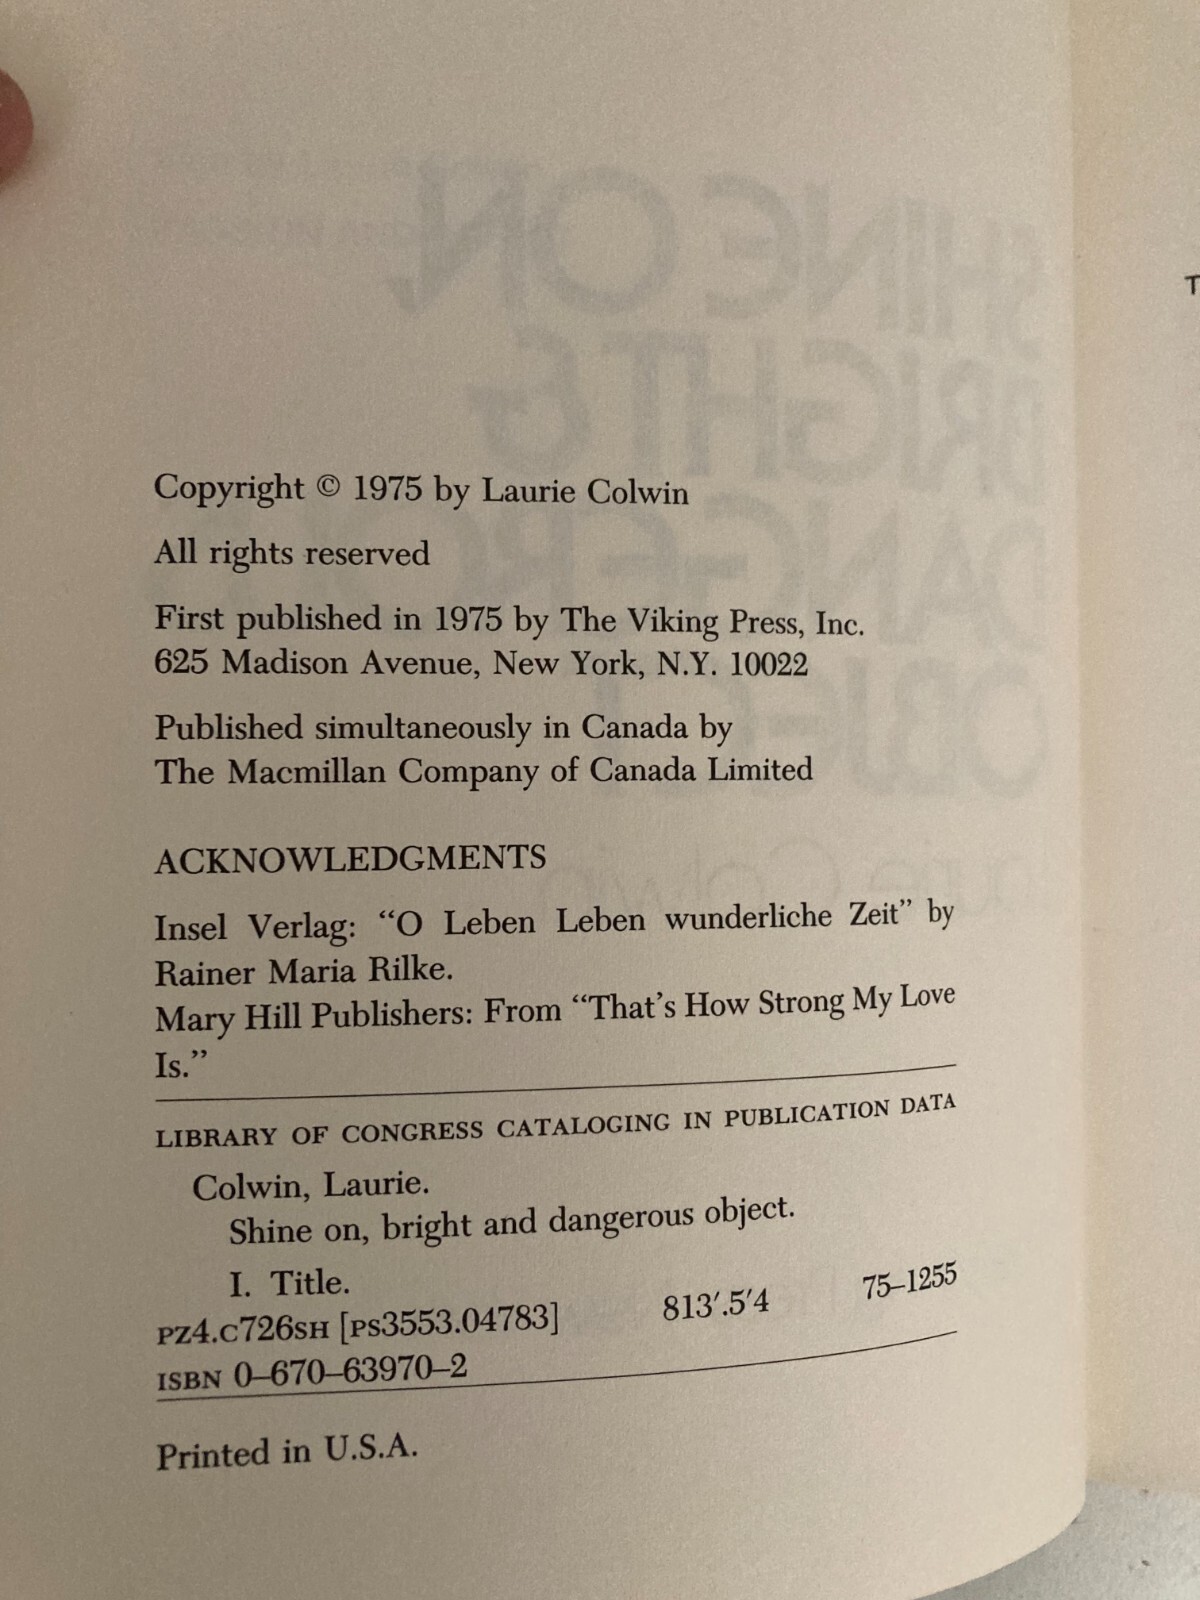 Copyright © 1975 by Laurie Colwin
All rights reserved
First published in 1975 by The Viking Press, Inc.
625 Madison Avenue, New York, N.Y. 10022
Published simultaneously in Canada by
The Macmillan Company of Canada Limited
ACKNOWLEDGMENTS
Insel Verlag: “O Leben Leben wunderliche Zeit” by
Rainer Maria Rilke.
Mary Hill Publishers: From “That’s How Strong My Love
Is.”
LIBRARY OF CONGRESS CATALOGING IN PUBLICATION DATA
Colwin, Laurie.
Shine on, bright and dangerous object.
I. Title.
PZ4.C726SH [PS3553.04783] 813′.5′4 75–1255
ISBN 0–670–63970–2
Printed in U.S.A.
T